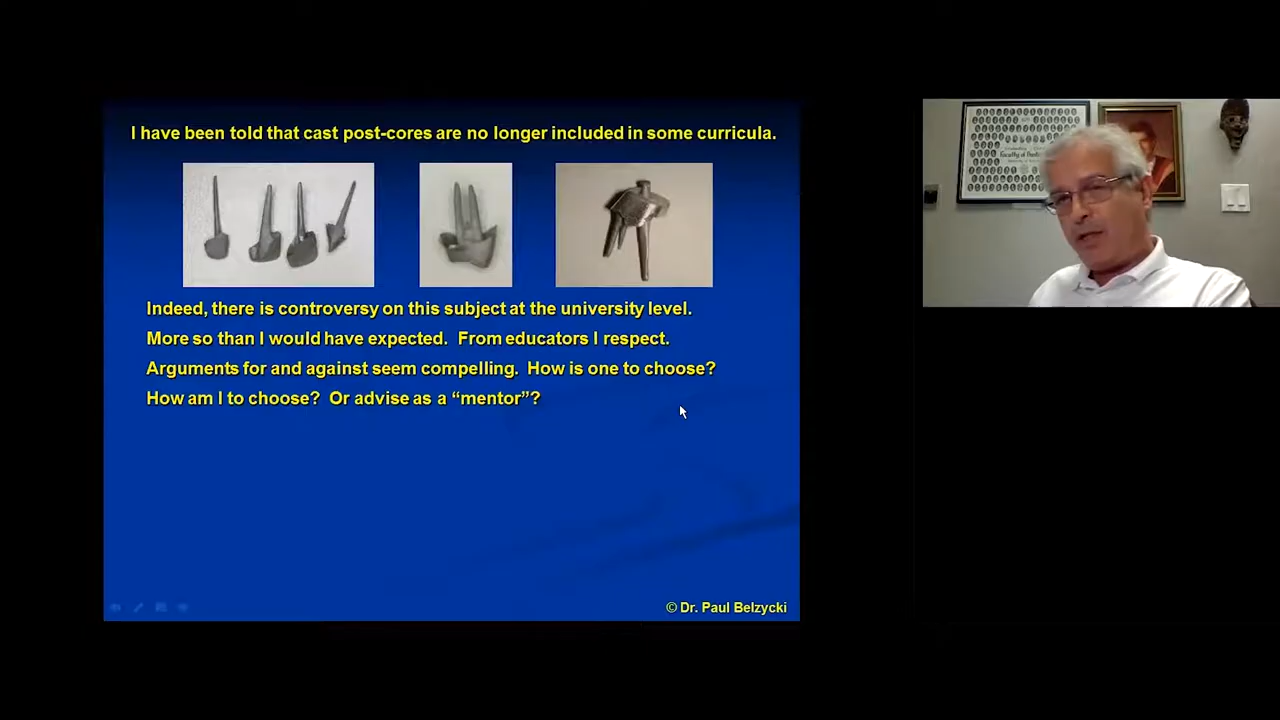 I have been told that cast post-cores are no longer included in some curricula.
Indeed, there is controversy on this subject at the university level.
More so than I would have expected. From educators I respect.
Arguments for and against seem compelling. How is one to choose?
How am I to choose? Or advise as a “mentor”?
© Dr. Paul Belzycki